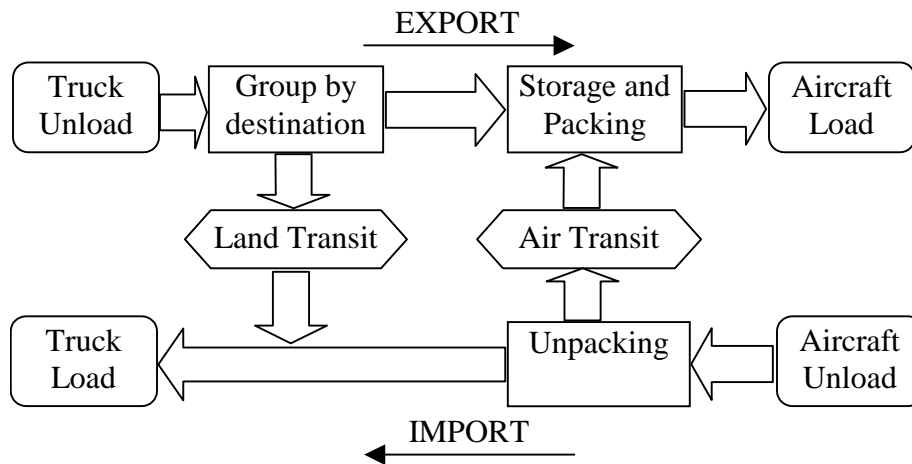 EXPORT
Truck
Unload
Group by
destination
Storage and
Packing
Aircraft
Load
Land Transit
Air Transit
Truck
Load
Unpacking
Aircraft
Unload
IMPORT